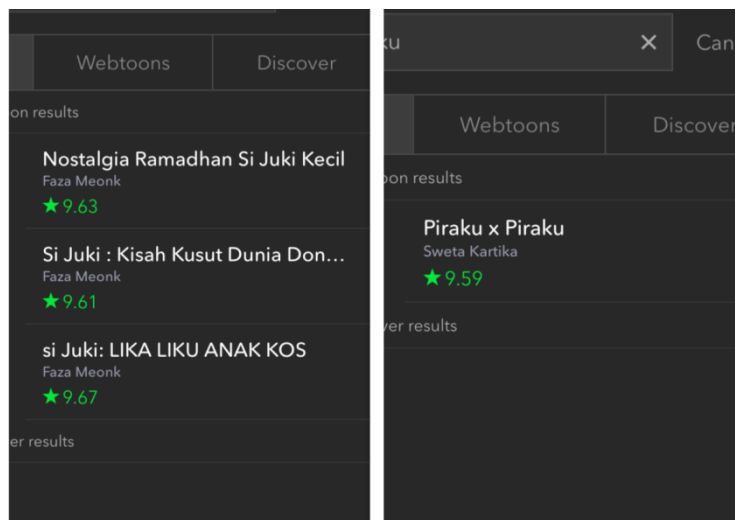 Webtoons Discover
on results
Nostalgia Ramadhan Si Juki Kecil
Faza Meonk
★9.63
Si Juki : Kisah Kusut Dunia Don...
Faza Meonk
★9.61
si Juki: LIKA LIKU ANAK KOS
Faza Meonk
★9.67
er results
ku × Can
Webtoons Discover
oon results
Piraku x Piraku
Sweta Kartika
★9.59
ver results